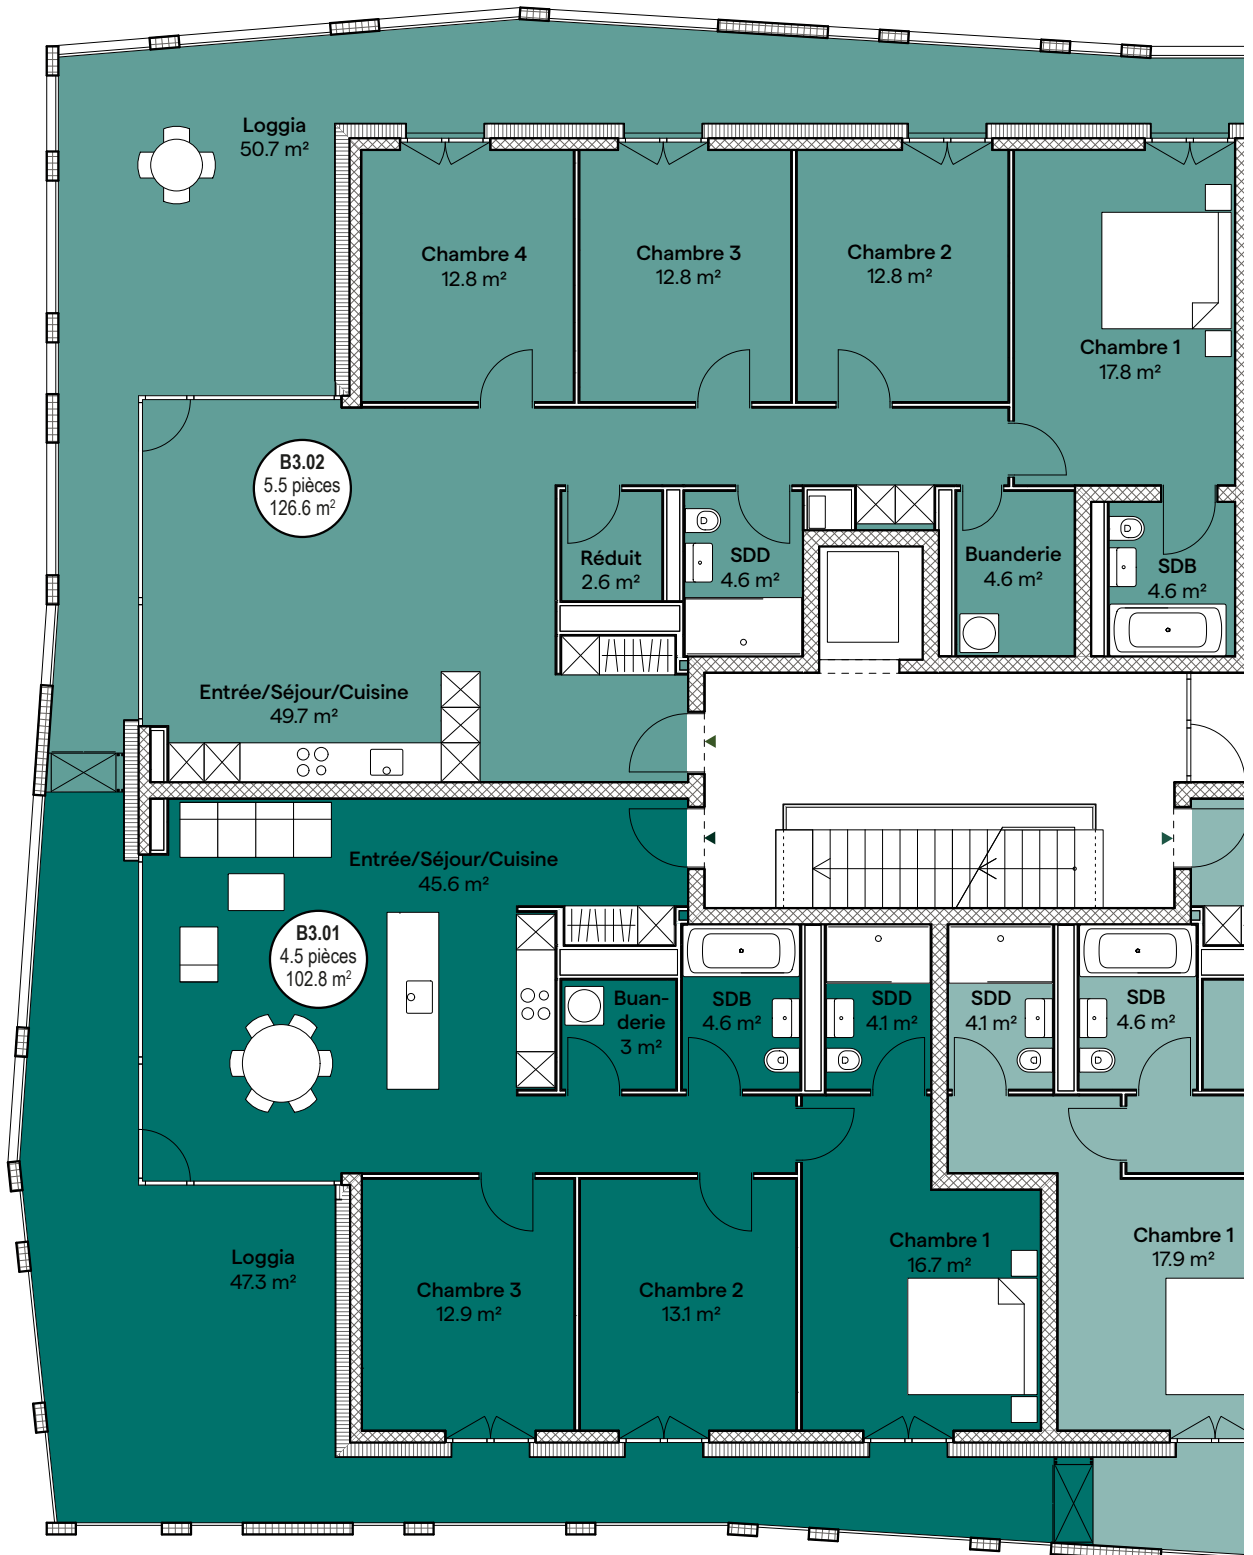 Loggia
50.7 m²
Chambre 4
12.8 m²
Chambre 3
12.8 m²
Chambre 2
12.8 m²
Chambre 1
17.8 m²
B3.02
5.5 pièces
126.6 m²
Réduit
2.6 m²
SDD
4.6 m²
Buanderie
4.6 m²
SDB
4.6 m²
Entrée/Séjour/Cuisine
49.7 m²
Entrée/Séjour/Cuisine
45.6 m²
B3.01
4.5 pièces
102.8 m²
Buan-
derie
3 m²
SDB
4.6 m²
SDD
4.1 m²
SDD
4.1 m²
SDB
4.6 m²
Loggia
47.3 m²
Chambre 3
12.9 m²
Chambre 2
13.1 m²
Chambre 1
16.7 m²
Chambre 1
17.9 m²